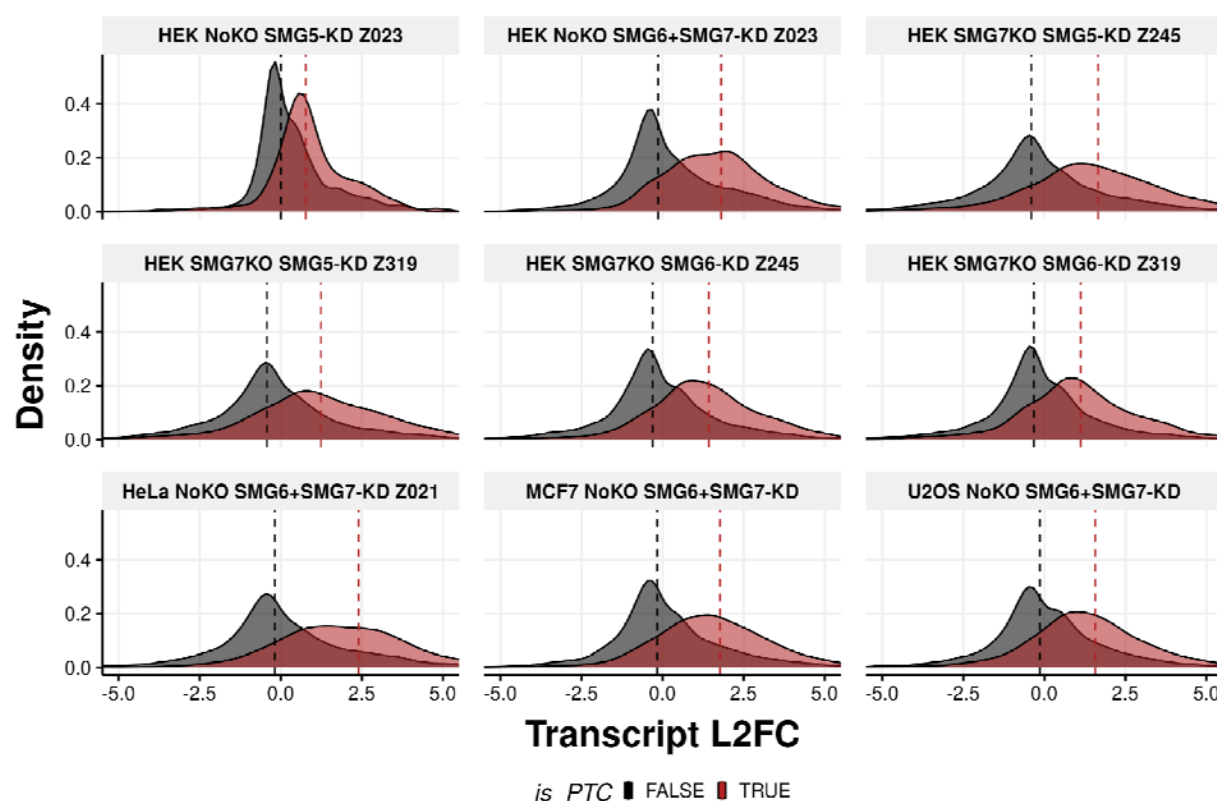 HEK NoKO SMG5-KD Z023
HEK NoKO SMG6+SMG7-KD Z023
HEK SMG7KO SMG5-KD Z245
0.4
0.2
0.0
HEK SMG7KO SMG5-KD Z319
HEK SMG7KO SMG6-KD Z245
HEK SMG7KO SMG6-KD Z319
Density
0.4
0.2
0.0
HeLa NoKO SMG6+SMG7-KD Z021
MCF7 NoKO SMG6+SMG7-KD
U2OS NoKO SMG6+SMG7-KD
0.4
0.2
0.0
-5.0 -2.5 0.0 2.5 5.0
-5.0 -2.5 0.0 2.5 5.0
-5.0 -2.5 0.0 2.5 5.0
Transcript L2FC
is PTC FALSE TRUE